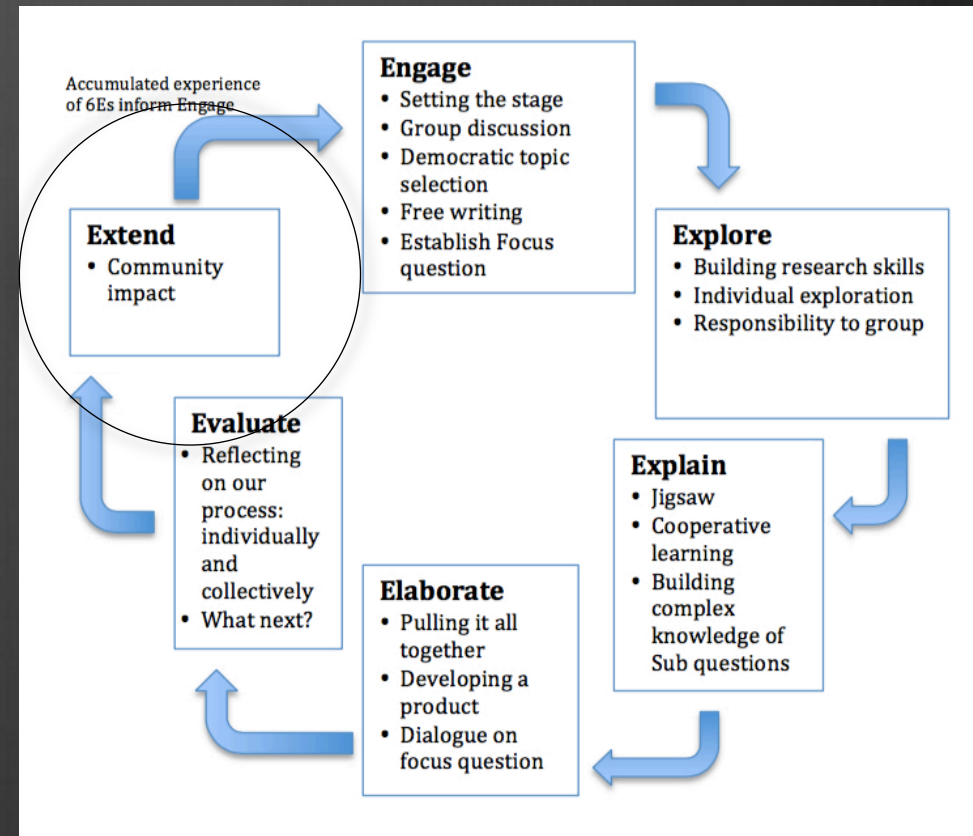 Accumulated experience
of 6Es inform Engage
Engage
• Setting the stage
• Group discussion
• Democratic topic
selection
• Free writing
• Establish Focus
question
Explore
• Building research skills
• Individual exploration
• Responsibility to group
Explain
• Jigsaw
• Cooperative
learning
• Building
complex
knowledge of
Sub questions
Elaborate
• Pulling it all
together
• Developing a
product
• Dialogue on
focus question
Evaluate
• Reflecting
on our
process:
individually
and
collectively
• What next?
Extend
• Community
impact